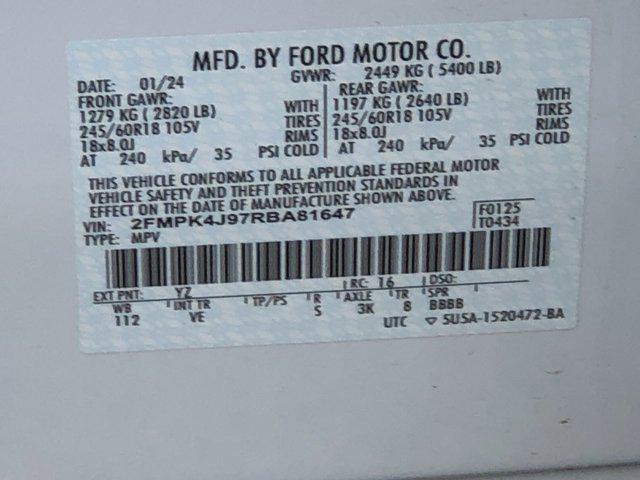 MFD. BY FORD MOTOR CO.
DATE: 01/24 GVWR: 2449 KG ( 5400 LB)
FRONT GAWR: REAR GAWR:
1279 KG ( 2820 LB) WITH 1197 KG ( 2640 LB) WITH
245/60R18 105V TIRES 245/60R18 105V TIRES
18x8.0J RIMS 18x8.0J RIMS
AT 240 kPa/ 35 PSI COLD AT 240 kPa/ 35 PSI COLD
THIS VEHICLE CONFORMS TO ALL APPLICABLE FEDERAL MOTOR
VEHICLE SAFETY AND THEFT PREVENTION STANDARDS IN
EFFECT ON THE DATE OF MANUFACTURE SHOWN ABOVE.
VIN: 2FMPK4J97RBA81647 F0125
TYPE: MPV T0434
EXT PNT: YZ RC: 16 DSO:
WB INT TR TP/PS R AXLE TR SPR
112 VE S 3K 8 BBBB
UTC ▽ SU5A-1520472-BA